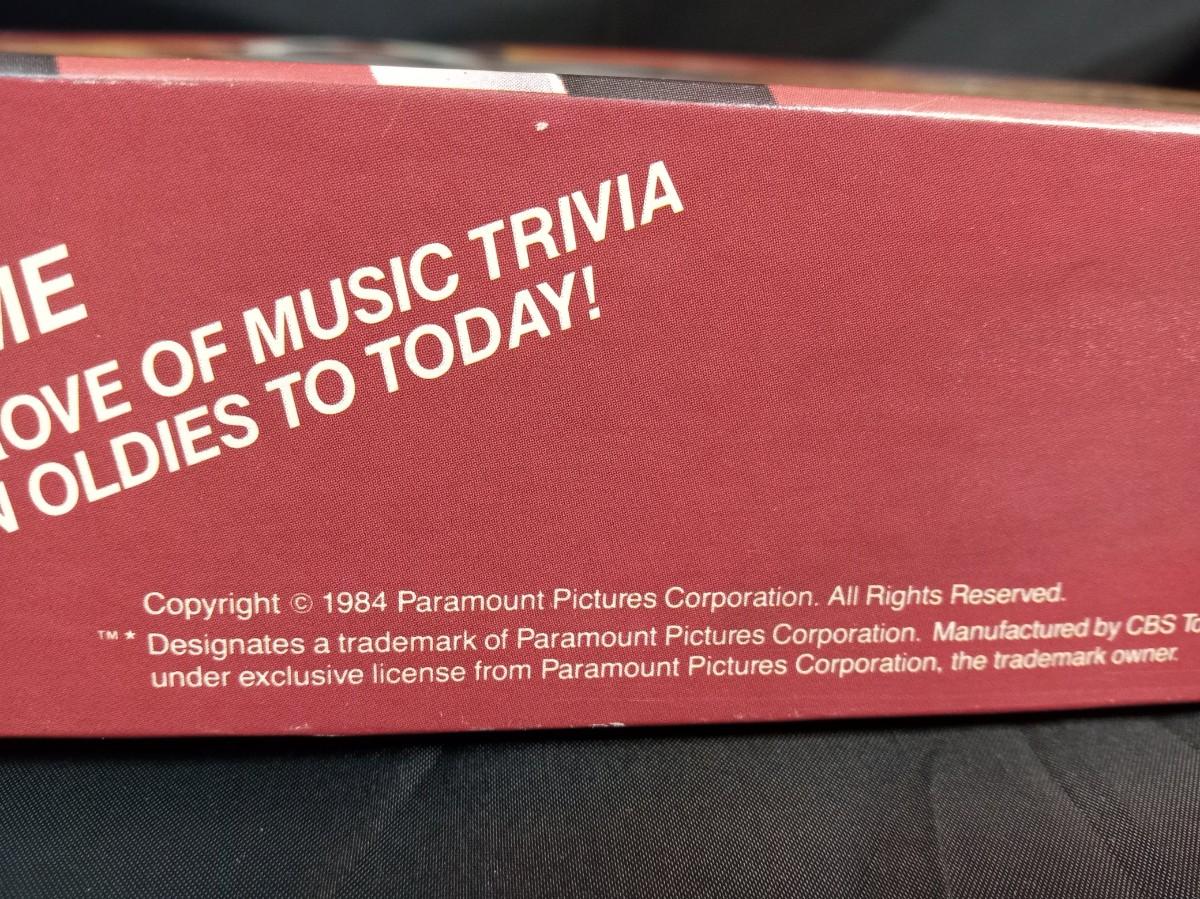 ME
OVE OF MUSIC TRIVIA
N OLDIES TO TODAY!
Copyright © 1984 Paramount Pictures Corporation. All Rights Reserved.
™* Designates a trademark of Paramount Pictures Corporation. Manufactured by CBS To
under exclusive license from Paramount Pictures Corporation, the trademark owner.